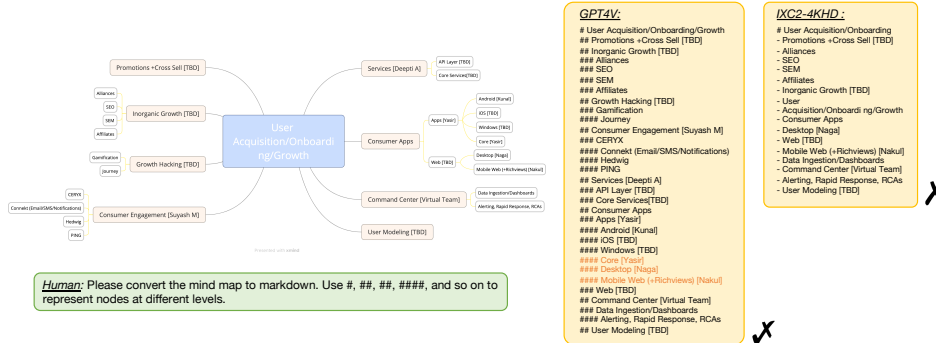 Promotions +Cross Sell [TBD]
Alliances
SEO
SEM
Affiliates
Inorganic Growth [TBD]
Gamification
Journey
Growth Hacking [TBD]
CERYX
Connekt (Email/SMS/Notifications)
Hedwig
PING
Consumer Engagement [Suyash M]
User
Acquisition/Onboardi
ng/Growth
Services [Deepti A]
API Layer [TBD]
Core Services[TBD]
Consumer Apps
Apps [Yasir]
Android [Kunal]
iOS [TBD]
Windows [TBD]
Core [Yasir]
Web [TBD]
Desktop [Naga]
Mobile Web (+Richviews) [Nakul]
Command Center [Virtual Team]
Data Ingestion/Dashboards
Alerting, Rapid Response, RCAs
User Modeling [TBD]
Human: Please convert the mind map to markdown. Use #, ##, ##, ####, and so on to
represent nodes at different levels.
GPT4V:
# User Acquisition/Onboarding/Growth
## Promotions +Cross Sell [TBD]
## Inorganic Growth [TBD]
### Alliances
### SEO
### SEM
### Affiliates
## Growth Hacking [TBD]
### Gamification
#### Journey
## Consumer Engagement [Suyash M]
### CERYX
#### Connekt (Email/SMS/Notifications)
#### Hedwig
#### PING
## Services [Deepti A]
### API Layer [TBD]
### Core Services[TBD]
## Consumer Apps
### Apps [Yasir]
#### Android [Kunal]
#### iOS [TBD]
#### Windows [TBD]
#### Core [Yasir]
#### Desktop [Naga]
#### Mobile Web (+Richviews) [Nakul]
### Web [TBD]
## Command Center [Virtual Team]
### Data Ingestion/Dashboards
#### Alerting, Rapid Response, RCAs
## User Modeling [TBD]
IXC2-4KHD :
# User Acquisition/Onboarding
- Promotions +Cross Sell [TBD]
- Alliances
- SEO
- SEM
- Affiliates
- Inorganic Growth [TBD]
- User
- Acquisition/Onboardi ng/Growth
- Consumer Apps
- Desktop [Naga]
- Web [TBD]
- Mobile Web (+Richviews) [Nakul]
- Data Ingestion/Dashboards
- Command Center [Virtual Team]
- Alerting, Rapid Response, RCAs
- User Modeling [TBD]